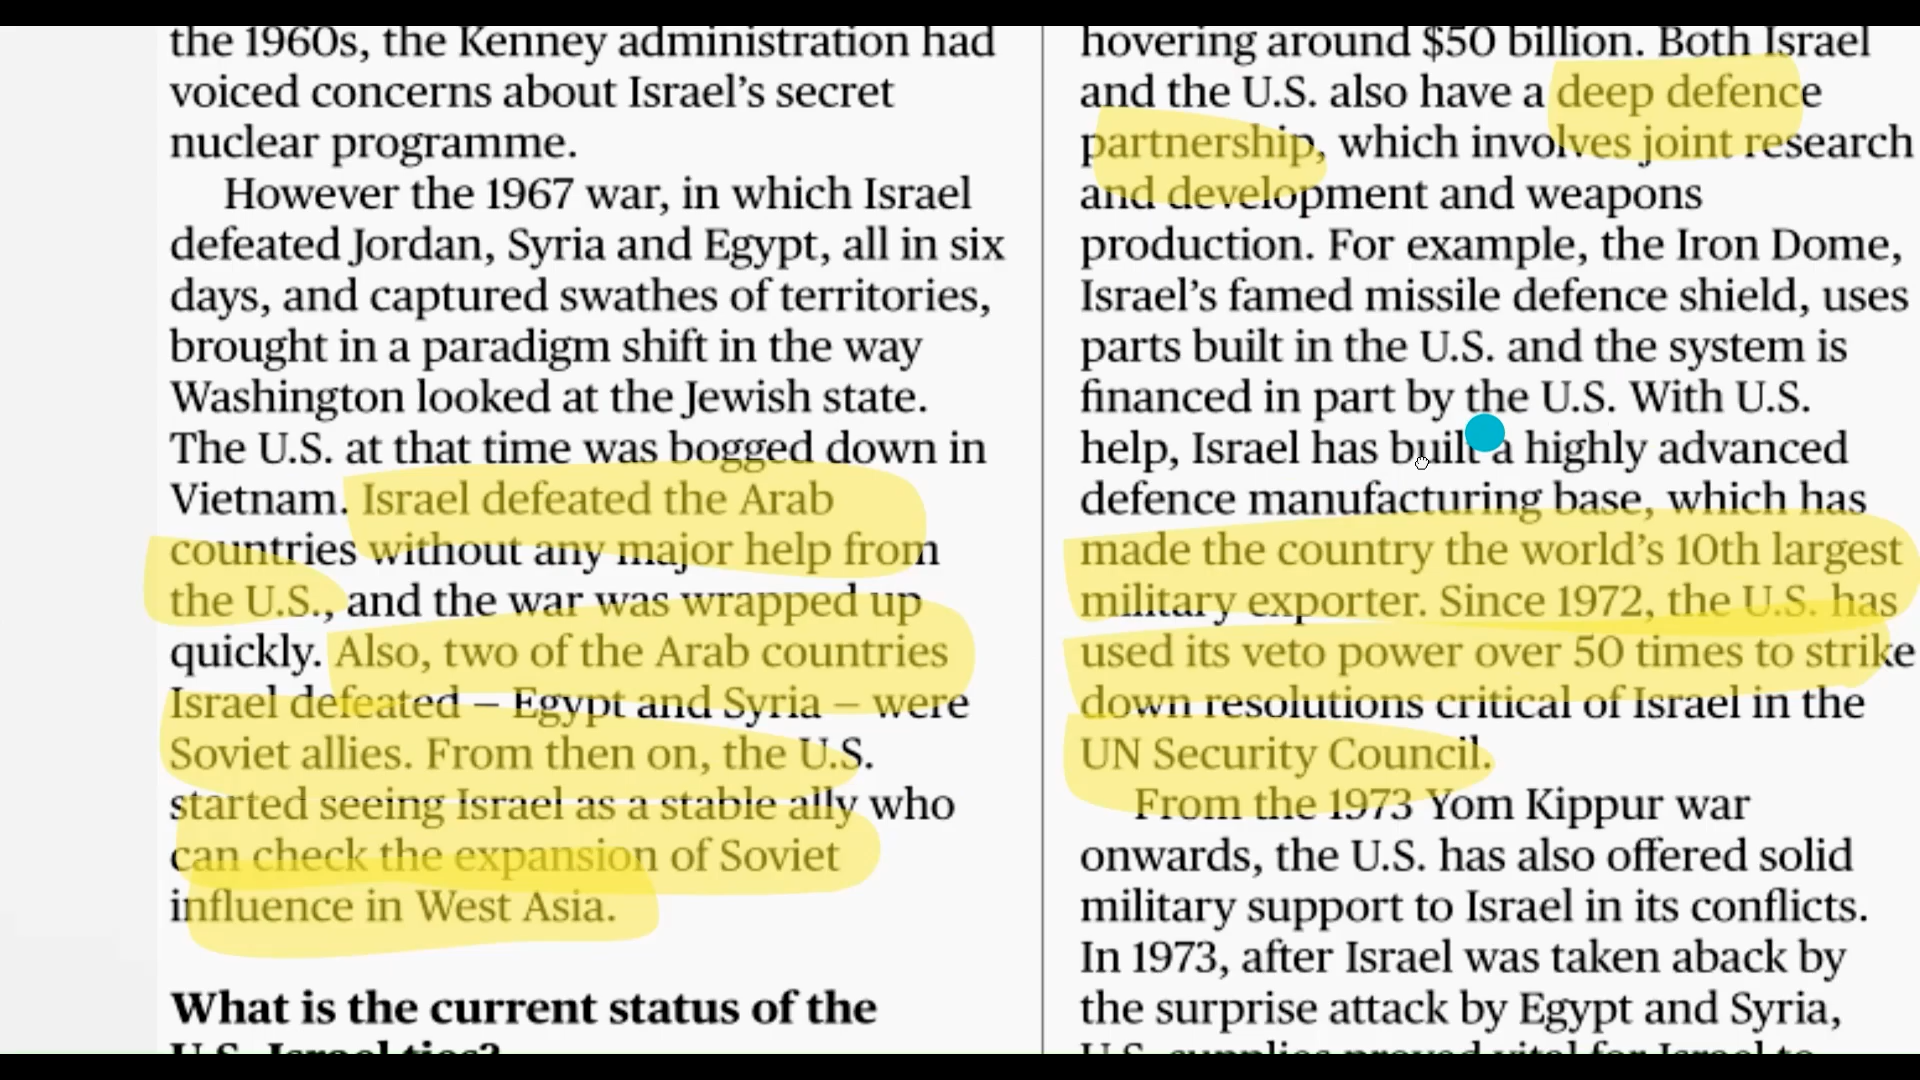 the 1960s, the Kenney administration had
voiced concerns about Israel’s secret
nuclear programme.
However the 1967 war, in which Israel
defeated Jordan, Syria and Egypt, all in six
days, and captured swathes of territories,
brought in a paradigm shift in the way
Washington looked at the Jewish state.
The U.S. at that time was bogged down in
Vietnam. Israel defeated the Arab
countries without any major help from
the U.S., and the war was wrapped up
quickly. Also, two of the Arab countries
Israel defeated – Egypt and Syria – were
Soviet allies. From then on, the U.S.
started seeing Israel as a stable ally who
can check the expansion of Soviet
influence in West Asia.
What is the current status of the
U.S.-Israel ties?
hovering around $50 billion. Both Israel
and the U.S. also have a deep defence
partnership, which involves joint research
and development and weapons
production. For example, the Iron Dome,
Israel’s famed missile defence shield, uses
parts built in the U.S. and the system is
financed in part by the U.S. With U.S.
help, Israel has built a highly advanced
defence manufacturing base, which has
made the country the world’s 10th largest
military exporter. Since 1972, the U.S. has
used its veto power over 50 times to strike
down resolutions critical of Israel in the
UN Security Council.
From the 1973 Yom Kippur war
onwards, the U.S. has also offered solid
military support to Israel in its conflicts.
In 1973, after Israel was taken aback by
the surprise attack by Egypt and Syria,
U.S. supplies proved vital for Israel to